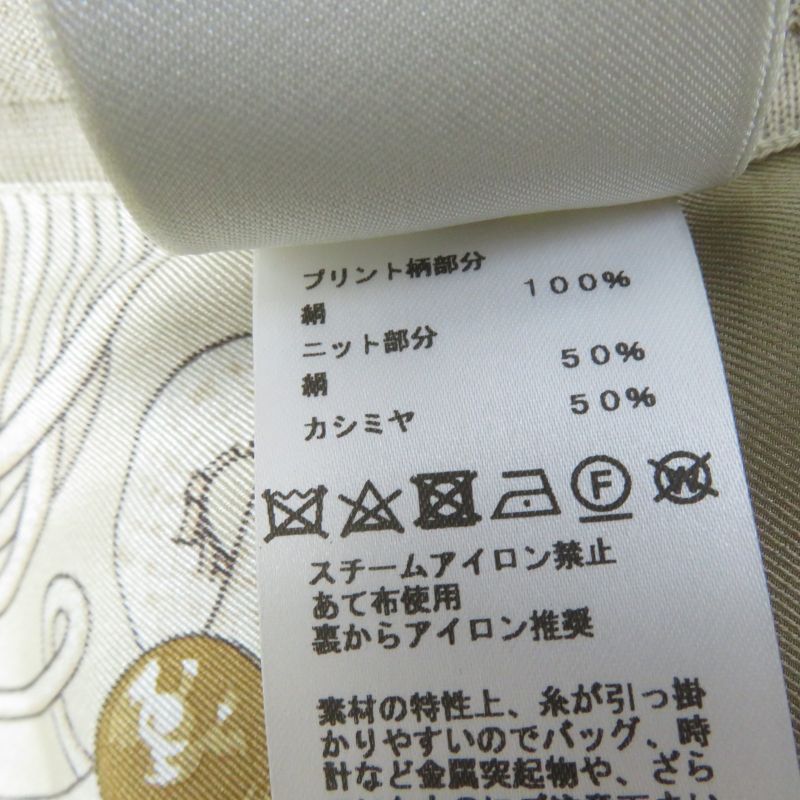 プリント柄部分
絹 100%
ニット部分
絹 50%
カシミヤ 50%
F W
スチームアイロン禁止
あて布使用
裏からアイロン推奨
素材の特性上、糸が引っ掛
かりやすいのでバッグ、時
計など金属突起物や、ざら